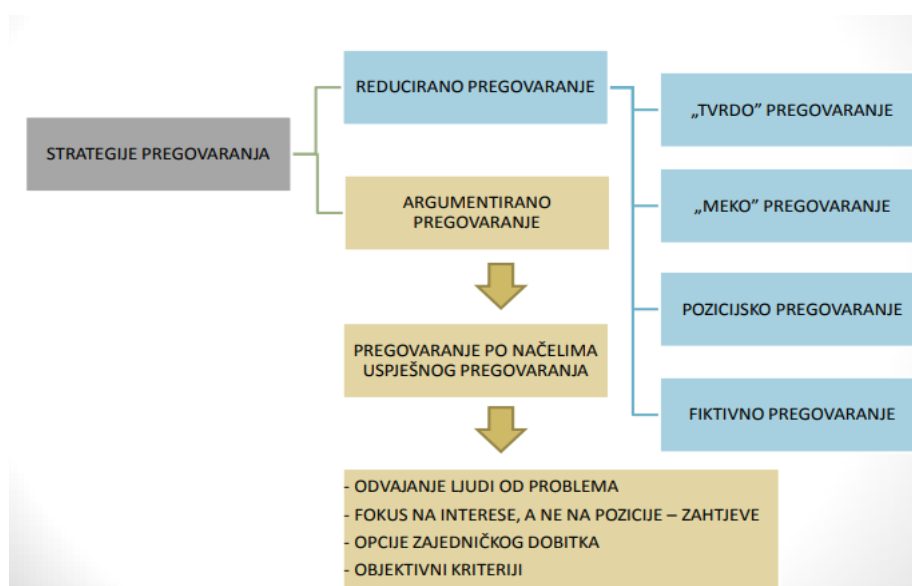 STRATEGIJE PREGOVARANJA
REDUCIRANO PREGOVARANJE
„TVRDO” PREGOVARANJE
„MEKO” PREGOVARANJE
POZICIJSKO PREGOVARANJE
FIKTIVNO PREGOVARANJE
ARGUMENTIRANO
PREGOVARANJE
PREGOVARANJE PO NAČELIMA
USPJEŠNOG PREGOVARANJA
- ODVAJANJE LJUDI OD PROBLEMA
- FOKUS NA INTERESE, A NE NA POZICIJE – ZAHTJEVE
- OPCIJE ZAJEDNIČKOG DOBITKA
- OBJEKTIVNI KRITERIJI